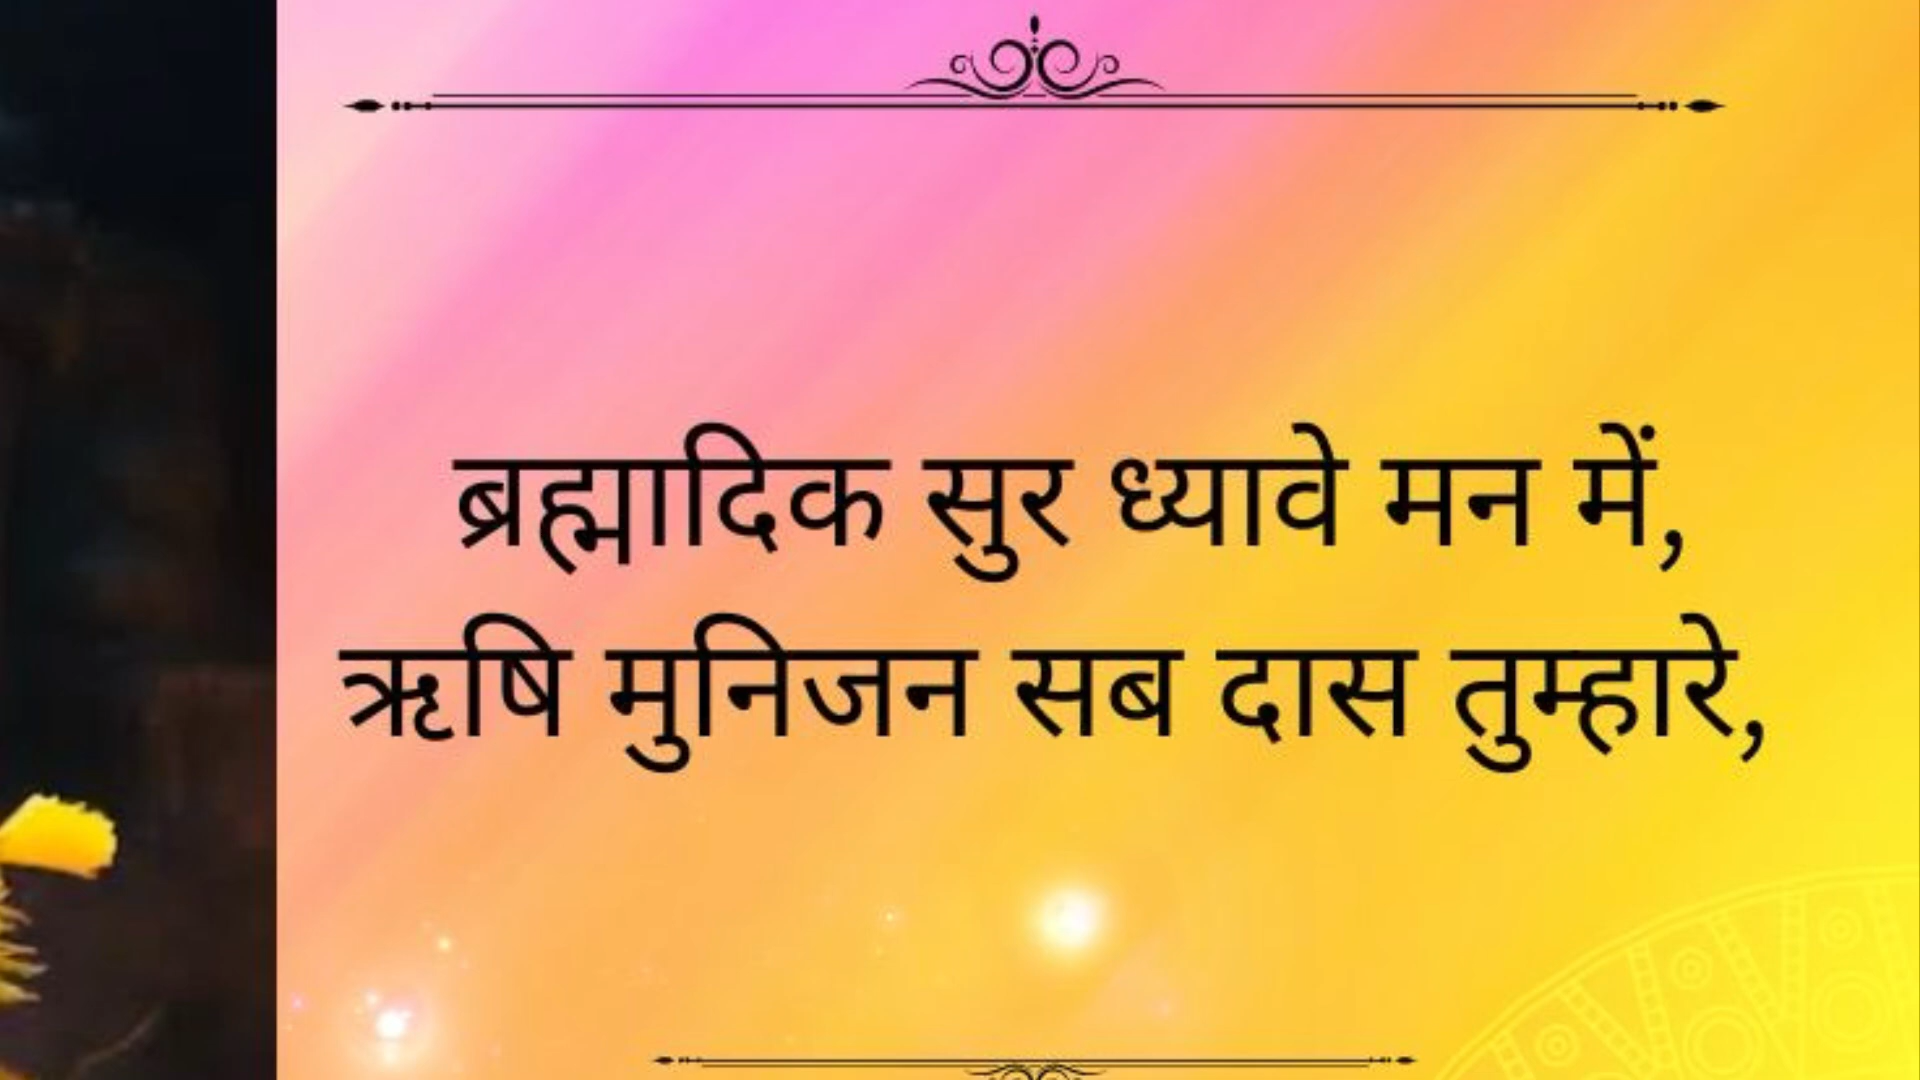 ब्रह्मादिक सुर ध्यावे मन में,
ऋषि मुनिजन सब दास तुम्हारे,